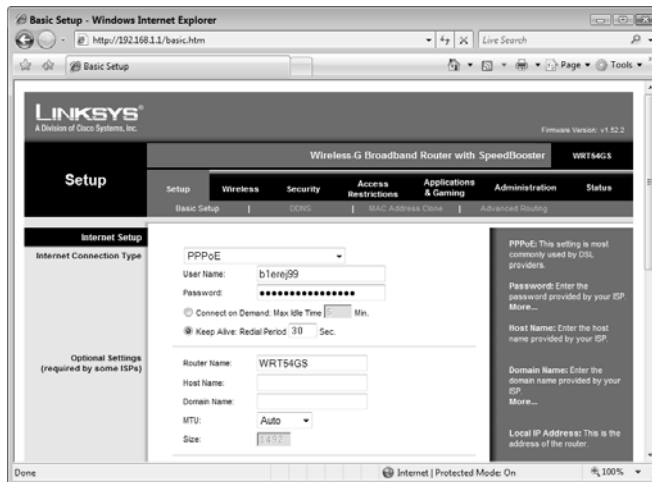 Basic Setup - Windows Internet Explorer
http://192.168.1.1/basic.htm
Live Search
Basic Setup
Page
Tools
LINKSYS®
A Division of Cisco Systems, Inc.
Firmware Version: v1.52.2
Wireless-G Broadband Router with SpeedBooster
WRT54GS
Setup
Setup
Wireless
Security
Access Restrictions
Applications & Gaming
Administration
Status
Basic Setup
|
DDNS
|
MAC Address Clone
|
Advanced Routing
Internet Setup
Internet Connection Type
PPPoE
User Name:
b1erej99
Password:
••••••••••••••••
Connect on Demand: Max Idle Time 5 Min.
Keep Alive: Redial Period 30 Sec.
Optional Settings
(required by some ISPs)
Router Name:
WRT54GS
Host Name:
Domain Name:
MTU:
Auto
Size:
1492
PPPoE: This setting is most
commonly used by DSL
providers.
Password: Enter the
password provided by your ISP.
More...
Host Name: Enter the host
name provided by your ISP.
Domain Name: Enter the
domain name provided by your
ISP.
More...
Local IP Address: This is the
address of the router.
Done
Internet | Protected Mode: On
100%